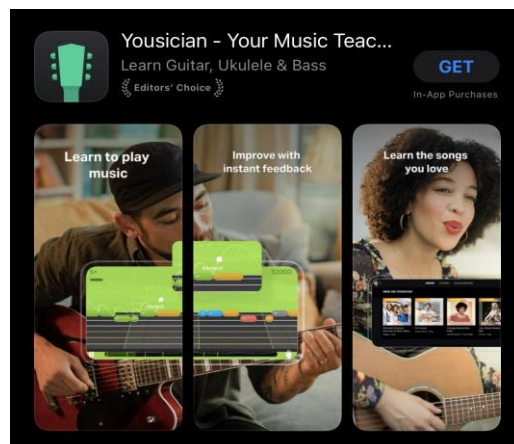 Yousician - Your Music Teac...
Learn Guitar, Ukulele & Bass
Editors' Choice
GET
In-App Purchases
Learn to play
music
Improve with
instant feedback
Learn the songs
you love